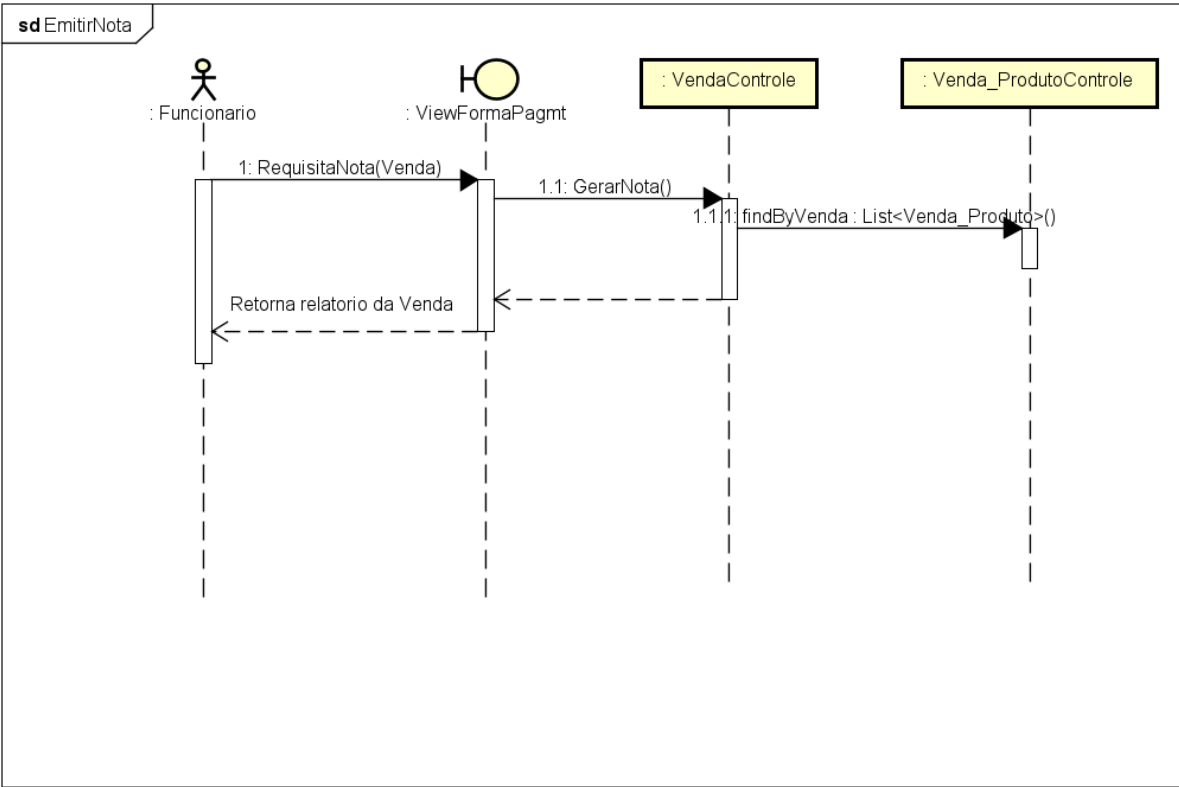 sd EmitirNota
: Funcionario
: ViewFormaPagmt
: VendaControle
: Venda_ProdutoControle
1: RequisitaNota(Venda)
1.1: GerarNota()
1.1.1: findByVenda : List<Venda_Produto>()
Retorna relatorio da Venda